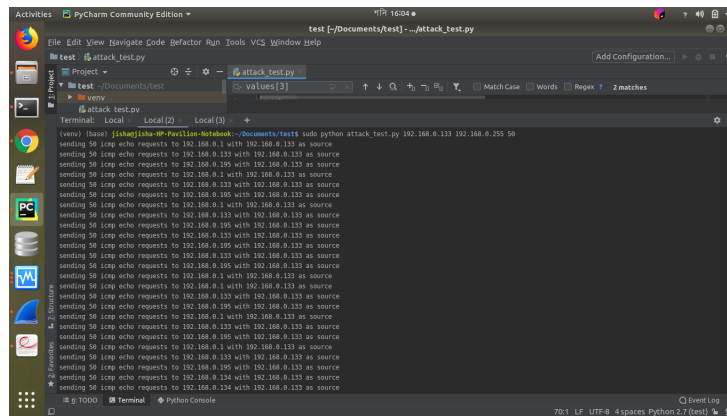 Activities PyCharm Community Edition ▾ শনি 16:04 ●
test [~/Documents/test] - .../attack_test.py
File Edit View Navigate Code Refactor Run Tools VCS Window Help
test attack_test.py Add Configuration...
1: Project Project ▾ attack_test.py ×
test ~/Documents/test values[3] Match Case Words Regex ? 2 matches
venv
attack_test.py
Terminal: Local × Local (2) × Local (3) × +
(venv) (base) jisha@jisha-HP-Pavilion-Notebook:~/Documents/test$ sudo python attack_test.py 192.168.0.133 192.168.0.255 50
sending 50 icmp echo requests to 192.168.0.1 with 192.168.0.133 as source
sending 50 icmp echo requests to 192.168.0.133 with 192.168.0.133 as source
sending 50 icmp echo requests to 192.168.0.195 with 192.168.0.133 as source
sending 50 icmp echo requests to 192.168.0.1 with 192.168.0.133 as source
sending 50 icmp echo requests to 192.168.0.133 with 192.168.0.133 as source
sending 50 icmp echo requests to 192.168.0.195 with 192.168.0.133 as source
sending 50 icmp echo requests to 192.168.0.1 with 192.168.0.133 as source
sending 50 icmp echo requests to 192.168.0.133 with 192.168.0.133 as source
sending 50 icmp echo requests to 192.168.0.195 with 192.168.0.133 as source
sending 50 icmp echo requests to 192.168.0.1 with 192.168.0.133 as source
sending 50 icmp echo requests to 192.168.0.133 with 192.168.0.133 as source
sending 50 icmp echo requests to 192.168.0.195 with 192.168.0.133 as source
sending 50 icmp echo requests to 192.168.0.133 with 192.168.0.133 as source
sending 50 icmp echo requests to 192.168.0.195 with 192.168.0.133 as source
sending 50 icmp echo requests to 192.168.0.1 with 192.168.0.133 as source
sending 50 icmp echo requests to 192.168.0.1 with 192.168.0.133 as source
sending 50 icmp echo requests to 192.168.0.133 with 192.168.0.133 as source
sending 50 icmp echo requests to 192.168.0.195 with 192.168.0.133 as source
sending 50 icmp echo requests to 192.168.0.133 with 192.168.0.133 as source
sending 50 icmp echo requests to 192.168.0.195 with 192.168.0.133 as source
sending 50 icmp echo requests to 192.168.0.1 with 192.168.0.133 as source
sending 50 icmp echo requests to 192.168.0.133 with 192.168.0.133 as source
sending 50 icmp echo requests to 192.168.0.195 with 192.168.0.133 as source
sending 50 icmp echo requests to 192.168.0.134 with 192.168.0.133 as source
sending 50 icmp echo requests to 192.168.0.134 with 192.168.0.133 as source
Z: Structure
2: Favorites
6: TODO Terminal Python Console Event Log
70:1 LF UTF-8 4 spaces Python 2.7 (test)